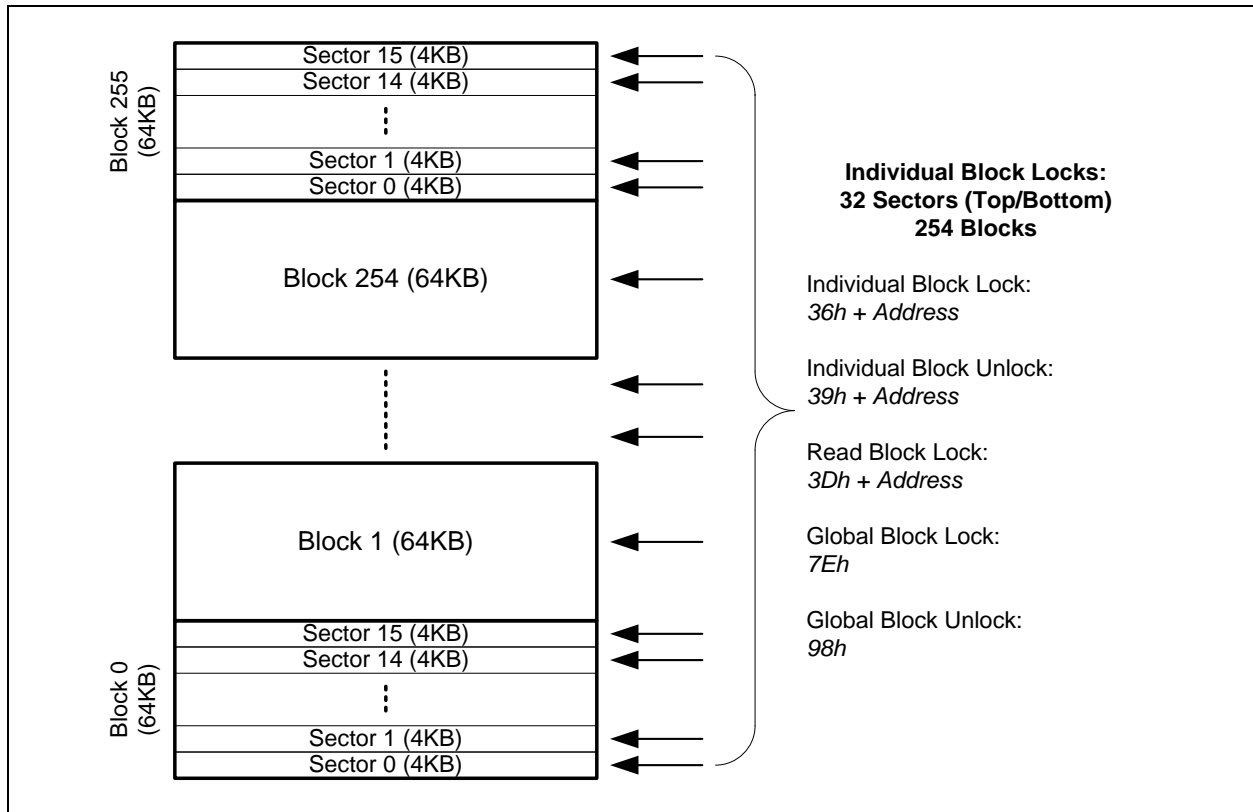 Block 255
(64KB)
Sector 15 (4KB)
Sector 14 (4KB)
Sector 1 (4KB)
Sector 0 (4KB)
Block 254 (64KB)
Block 1 (64KB)
Block 0
(64KB)
Sector 15 (4KB)
Sector 14 (4KB)
Sector 1 (4KB)
Sector 0 (4KB)
Individual Block Locks:
32 Sectors (Top/Bottom)
254 Blocks
Individual Block Lock:
36h + Address
Individual Block Unlock:
39h + Address
Read Block Lock:
3Dh + Address
Global Block Lock:
7Eh
Global Block Unlock:
98h